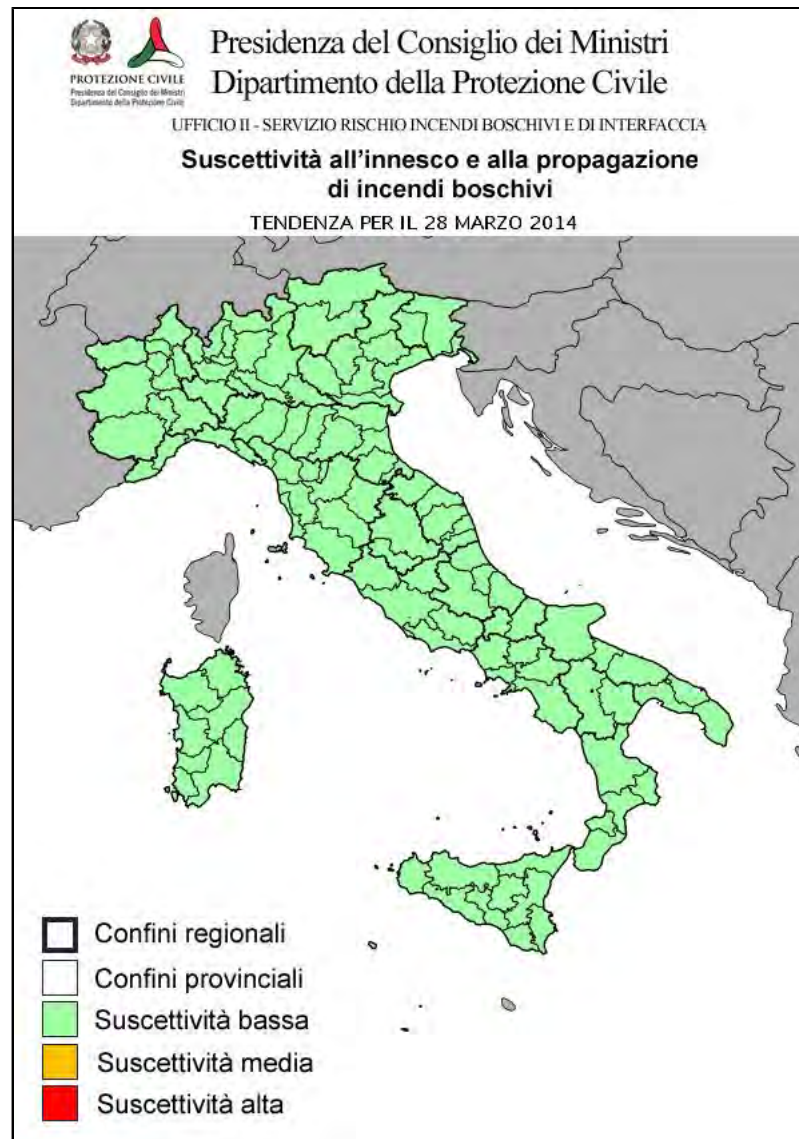 Presidenza del Consiglio dei Ministri
Dipartimento della Protezione Civile
PROTEZIONE CIVILE
Presidenza del Consiglio dei Ministri
Dipartimento della Protezione Civile
UFFICIO II - SERVIZIO RISCHIO INCENDI BOSCHIVI E DI INTERFACCIA
Suscettività all'innesco e alla propagazione
di incendi boschivi
TENDENZA PER IL 28 MARZO 2014
Confini regionali
Confini provinciali
Suscettività bassa
Suscettività media
Suscettività alta